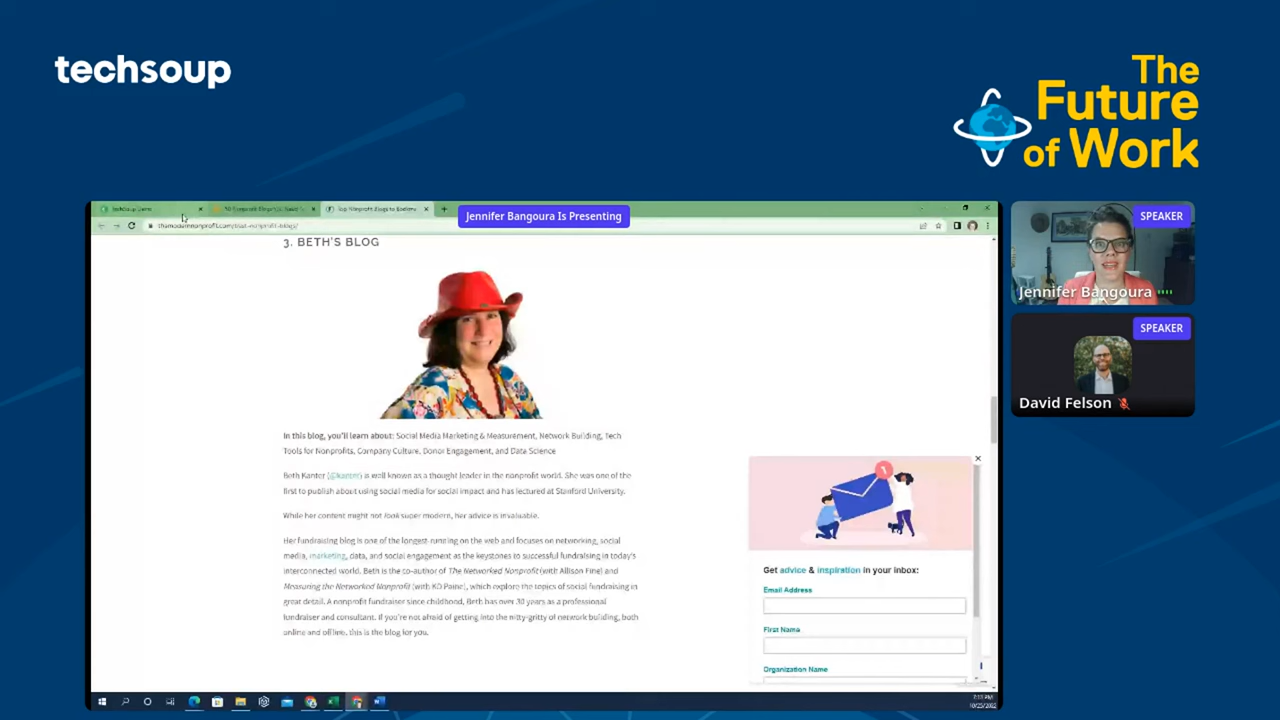 techsoup
The
Future
of Work
TechSoup Demo
Jennifer Bangoura Is Presenting
3. BETH'S BLOG
In this blog, you'll learn about: Social Media Marketing & Measurement, Network Building, Tech
Tools for Nonprofits, Company Culture, Donor Engagement, and Data Science
Beth Kanter (@kanter) is well known as a thought leader in the nonprofit world. She was one of the
first to publish about using social media for social impact and has lectured at Stanford University.
While her content might not look super modern, her advice is invaluable.
Her fundraising blog is one of the longest-running on the web and focuses on networking, social
media, marketing, data, and social engagement as the keystones to successful fundraising in today's
interconnected world. Beth is the co-author of The Networked Nonprofit (with Allison Fine) and
Measuring the Networked Nonprofit (with KD Paine), which explore the topics of social fundraising in
great detail. A nonprofit fundraiser since childhood, Beth has over 30 years as a professional
fundraiser and consultant. If you're not afraid of getting into the nitty-gritty of network building, both
online and offline, this is the blog for you.
1
Get advice & inspiration in your inbox:
Email Address
First Name
Organization Name
7:13 PM
10/25/2022
SPEAKER
Jennifer Bangoura
SPEAKER
David Felson